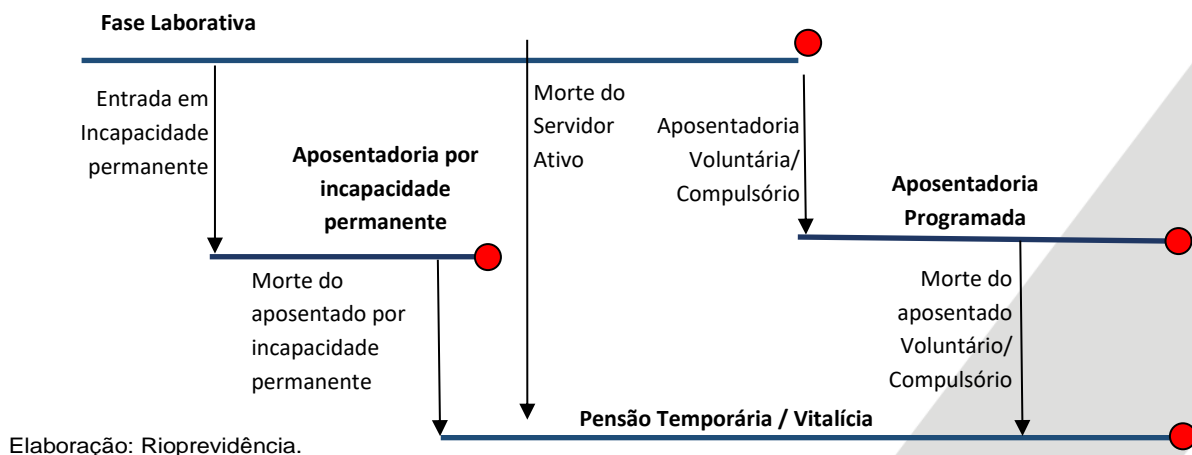 Fase Laborativa
Entrada em
Incapacidade
permanente
Aposentadoria por
incapacidade
permanente
Morte do
Servidor
Ativo
Aposentadoria
Voluntária/
Compulsório
Aposentadoria
Programada
Morte do
aposentado por
incapacidade
permanente
Morte do
aposentado
Voluntário/
Compulsório
Pensão Temporária / Vitalícia
Elaboração: Rioprevidência.